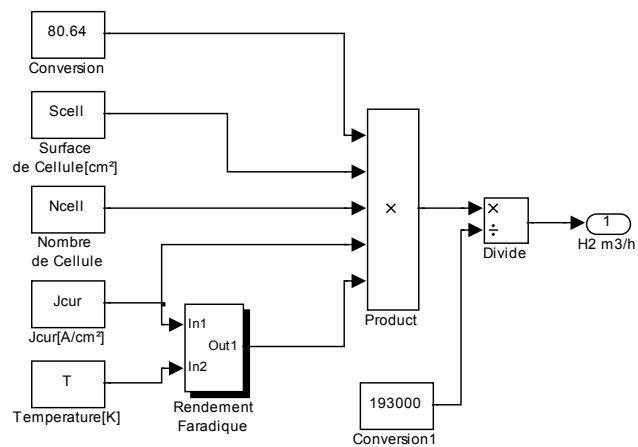 80.64
Conversion
Scell
Surface
de Cellule[cm²]
Ncell
Nombre
de Cellule
Jcur
Jcur[A/cm²]
T
Temperature[K]
In1
In2
Out1
Rendement
Faradique
×
Product
193000
Conversion1
×
÷
Divide
1
H2 m3/h